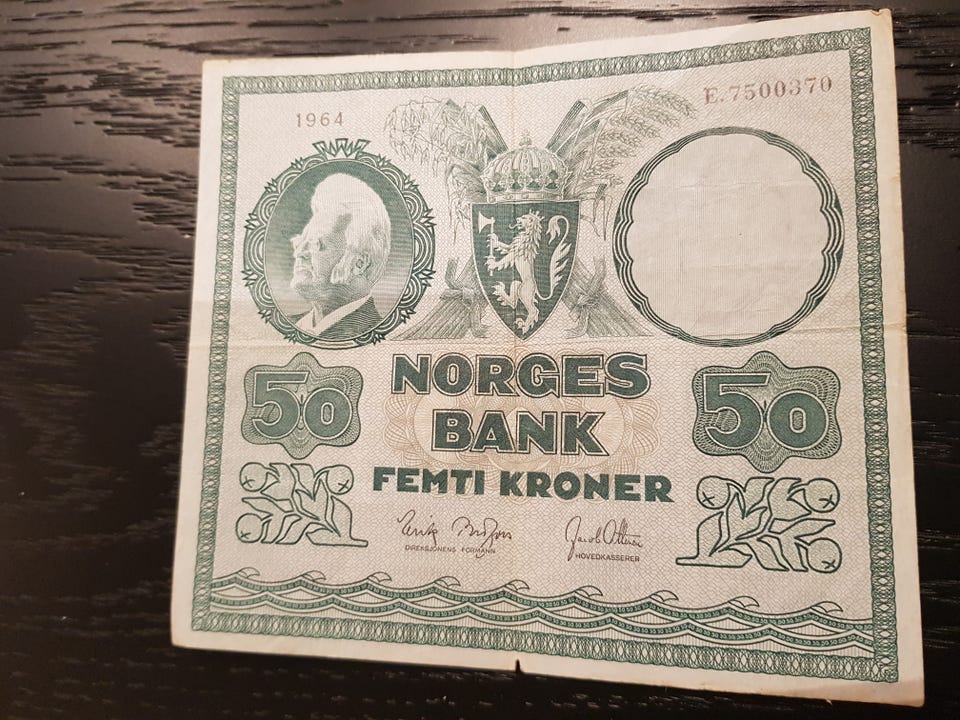 1964
E.7500370
50
NORGES
BANK
50
FEMTI KRONER
DIREKSJONENS FORMANN
HOVEDKASSERER